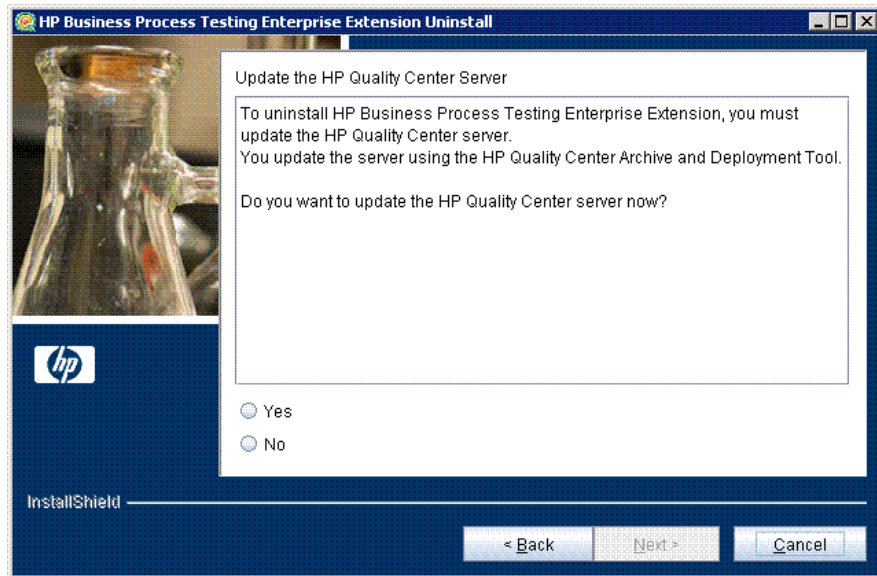 HP Business Process Testing Enterprise Extension Uninstall
Update the HP Quality Center Server
To uninstall HP Business Process Testing Enterprise Extension, you must
update the HP Quality Center server.
You update the server using the HP Quality Center Archive and Deployment Tool.
Do you want to update the HP Quality Center server now?
hp
Yes
No
InstallShield
< Back
Next >
Cancel